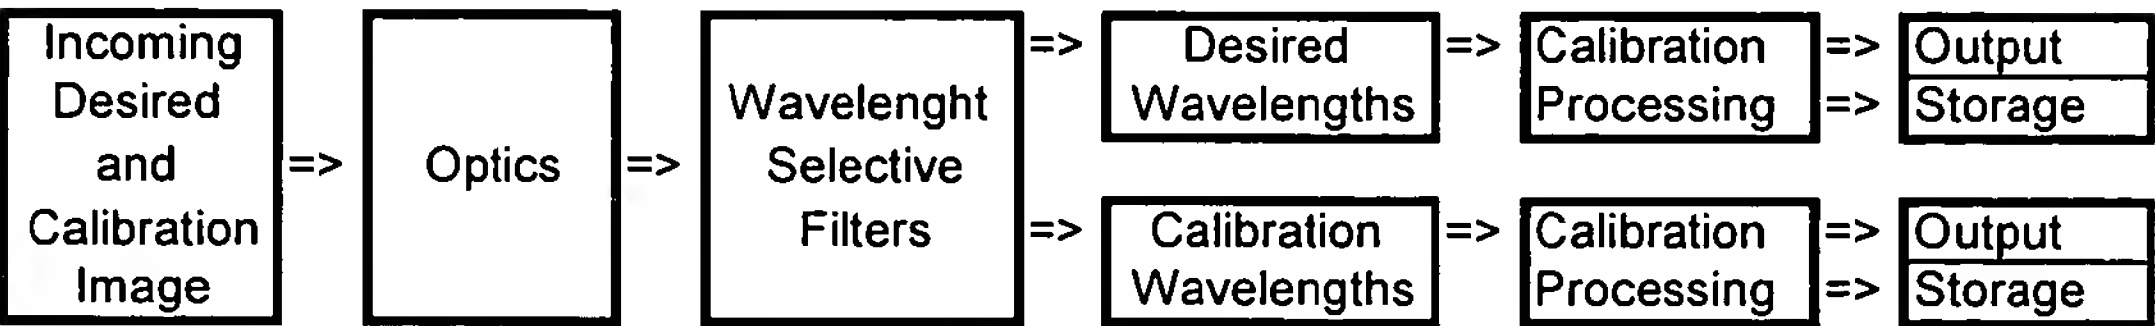 Incoming
Desired
and
Calibration
Image
=>
Optics
=>
Wavelenght
Selective
Filters
=>
Desired
Wavelengths
=>
Calibration
Processing
=>
=>
Output
Storage
=>
Calibration
Wavelengths
=>
Calibration
Processing
=>
=>
Output
Storage